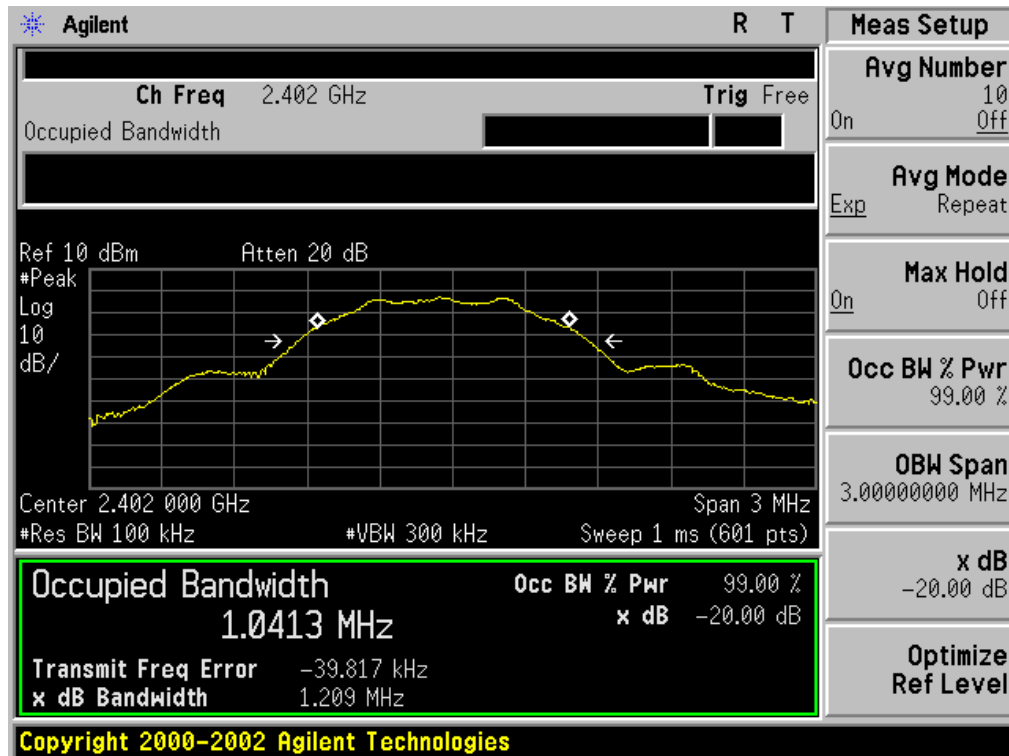 Agilent R T
Ch Freq 2.402 GHz Trig Free
Occupied Bandwidth
Ref 10 dBm Atten 20 dB
#Peak
Log
10
dB/
Center 2.402 000 GHz Span 3 MHz
#Res BW 100 kHz #VBW 300 kHz Sweep 1 ms (601 pts)
Occupied Bandwidth Occ BW % Pwr 99.00 %
1.0413 MHz x dB -20.00 dB
Transmit Freq Error -39.817 kHz
x dB Bandwidth 1.209 MHz
Copyright 2000-2002 Agilent Technologies
Meas Setup
Avg Number
10
On Off
Avg Mode
Exp Repeat
Max Hold
On Off
Occ BW % Pwr
99.00 %
OBW Span
3.00000000 MHz
x dB
-20.00 dB
Optimize
Ref Level